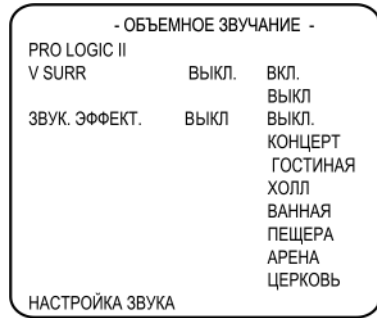 - ОБЪЕМНОЕ ЗВУЧАНИЕ -
PRO LOGIC II
V SURR ВЫКЛ. ВКЛ.
ВЫКЛ
ЗВУК. ЭФФЕКТ. ВЫКЛ ВЫКЛ.
КОНЦЕРТ
ГОСТИНАЯ
ХОЛЛ
ВАННАЯ
ПЕЩЕРА
АРЕНА
ЦЕРКОВЬ
НАСТРОЙКА ЗВУКА